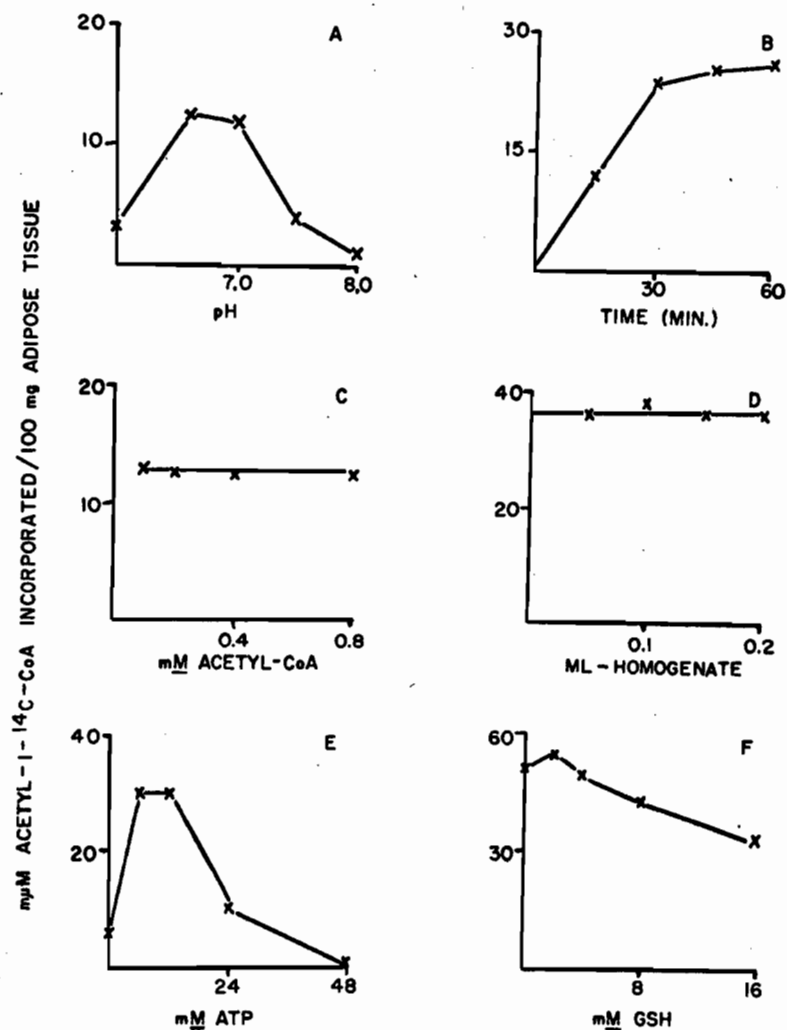 mµM ACETYL-1-14C-CoA INCORPORATED/100 mg ADIPOSE TISSUE
A
20
10
7.0
8.0
pH
B
30
15
30
60
TIME (MIN.)
C
20
10
0.4
0.8
mM ACETYL-CoA
D
40
20
0.1
0.2
ML-HOMOGENATE
E
40
20
24
48
mM ATP
F
60
30
8
16
mM GSH